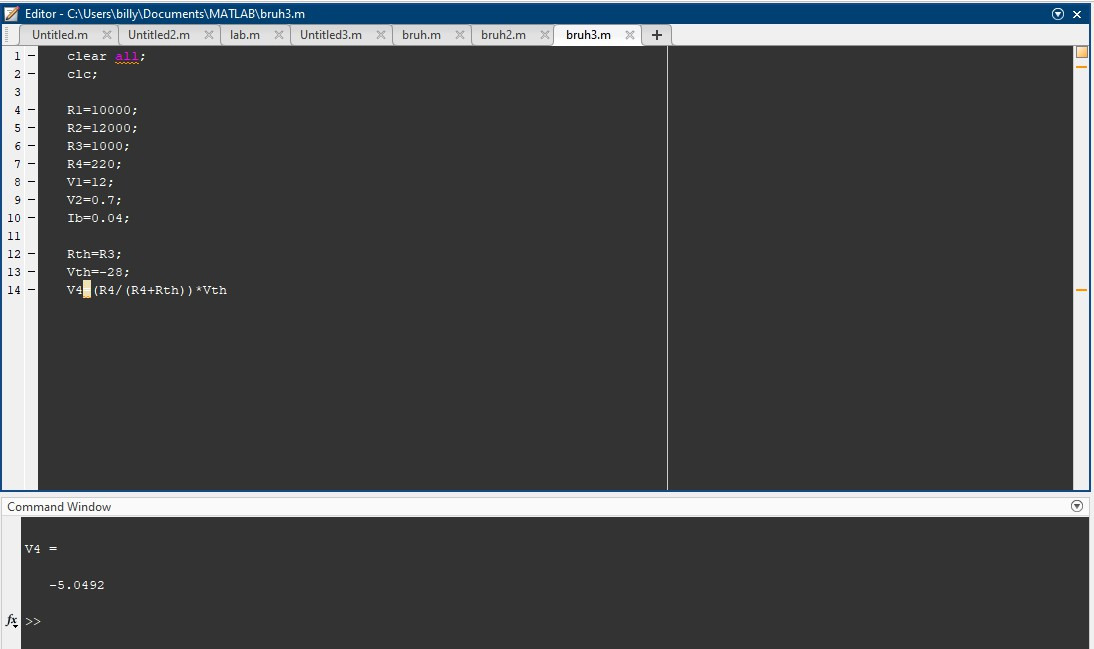 Editor - C:\Users\billy\Documents\MATLAB\bruh3.m
Untitled.m Untitled2.m lab.m Untitled3.m bruh.m bruh2.m bruh3.m +
1 clear all;
2 clc;
3
4 R1=10000;
5 R2=12000;
6 R3=1000;
7 R4=220;
8 V1=12;
9 V2=0.7;
10 Ib=0.04;
11
12 Rth=R3;
13 Vth=-28;
14 V4=(R4/(R4+Rth))*Vth
Command Window
V4 =
-5.0492
fx >>